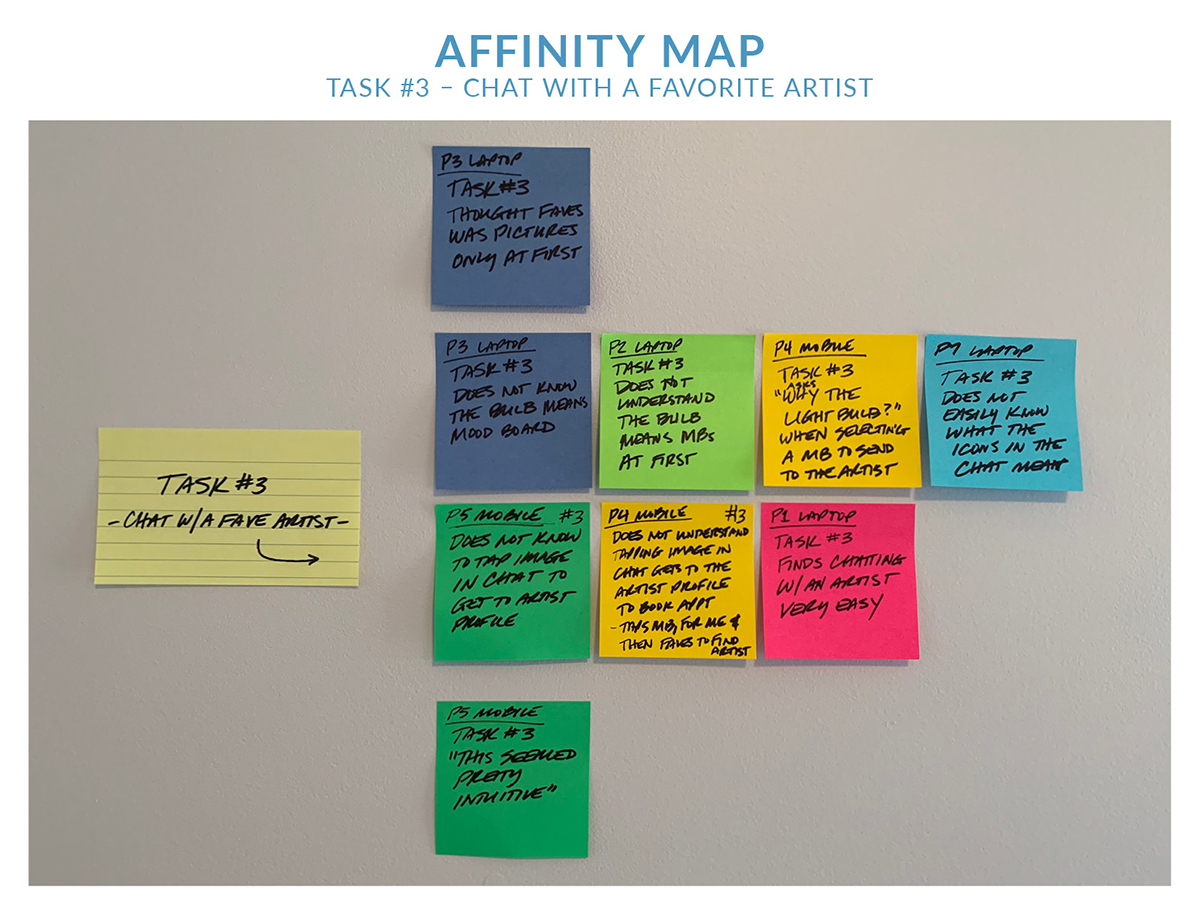 AFFINITY MAP
TASK #3 – CHAT WITH A FAVORITE ARTIST
TASK #3
- CHAT W/A FAVE ARTIST -
P3 LAPTOP
TASK #3
THOUGHT FAVES
WAS PICTURES
ONLY AT FIRST
P3 LAPTOP
TASK #3
DOES NOT KNOW
THE BULB MEANS
MOOD BOARD
P2 LAPTOP
TASK #3
DOES NOT
UNDERSTAND
THE BULB
MEANS MBs
AT FIRST
P4 MOBILE
TASK #3
ASKS
"WHY THE
LIGHT BULB?"
WHEN SELECTING
A MB TO SEND
TO THE ARTIST
LAPTOP
TASK #3
DOES NOT
EASILY KNOW
WHAT THE
ICONS IN THE
CHAT MEAN
P5 MOBILE #3
DOES NOT KNOW
TO TAP IMAGE
IN CHAT TO
GET TO ARTIST
PROFILE
P4 MOBILE #3
DOES NOT UNDERSTAND
TAPPING IMAGE IN
CHAT GETS TO THE
ARTIST PROFILE
TO BOOK APPT
- TAPS MB, FOR ME &
THEN FAVES TO FIND
ARTIST
P1 LAPTOP
TASK #3
FINDS CHATTING
W/AN ARTIST
VERY EASY
P5 MOBILE
TASK #3
"THIS SEEMED
PRETTY
INTUITIVE"